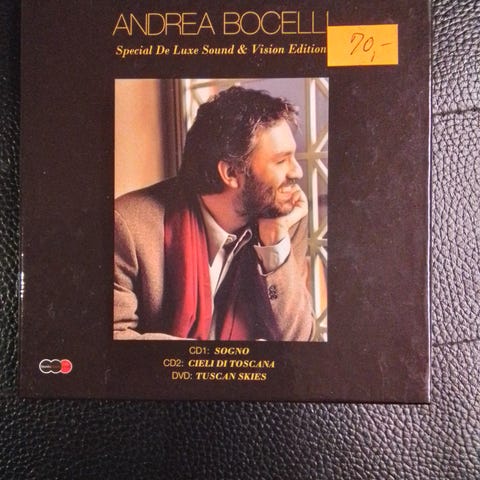 ANDREA BOCELLI
Special De Luxe Sound & Vision Edition
70,-
CD1: SOGNO
CD2: CIELI DI TOSCANA
DVD: TUSCAN SKIES